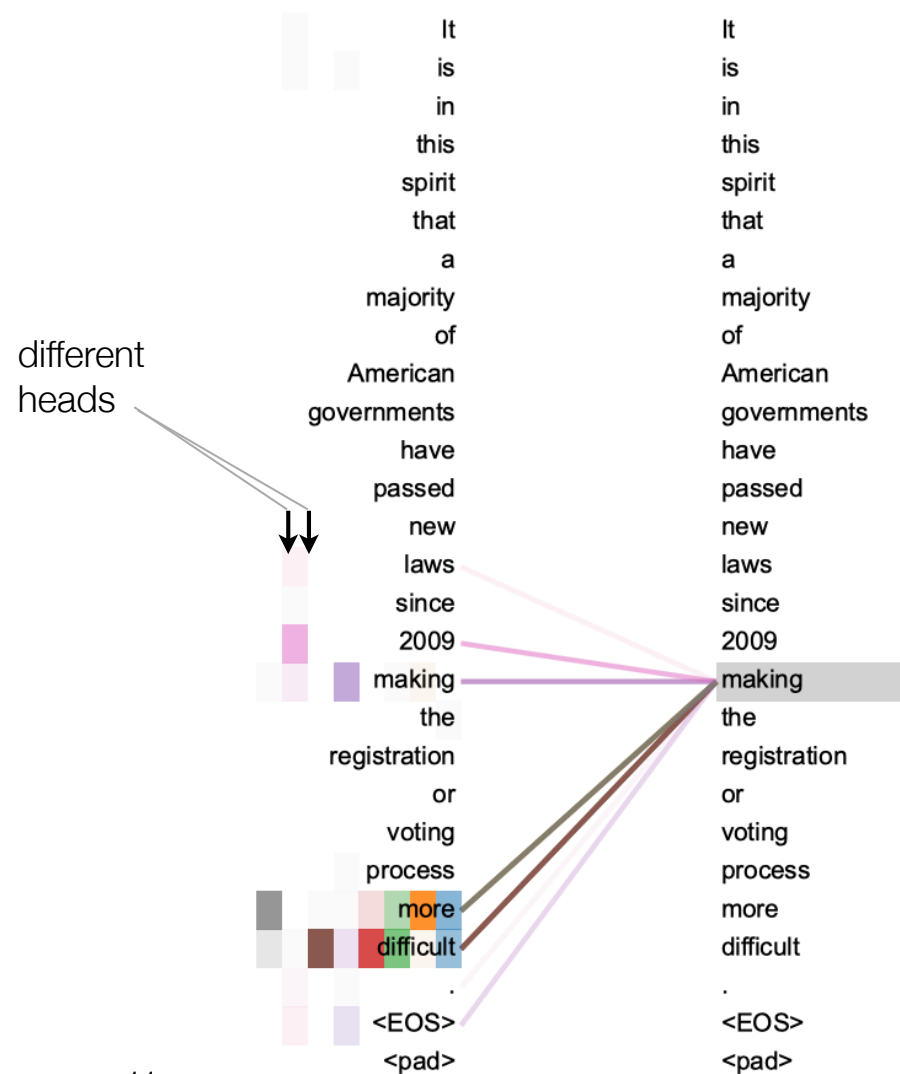 It It
is is
in in
this this
spirit spirit
that that
a a
majority majority
of of
different
heads
American American
governments governments
have have
passed passed
new new
laws laws
since since
2009 2009
making making
the the
registration registration
or or
voting voting
process process
more more
difficult difficult
. .
<EOS> <EOS>
<pad> <pad>